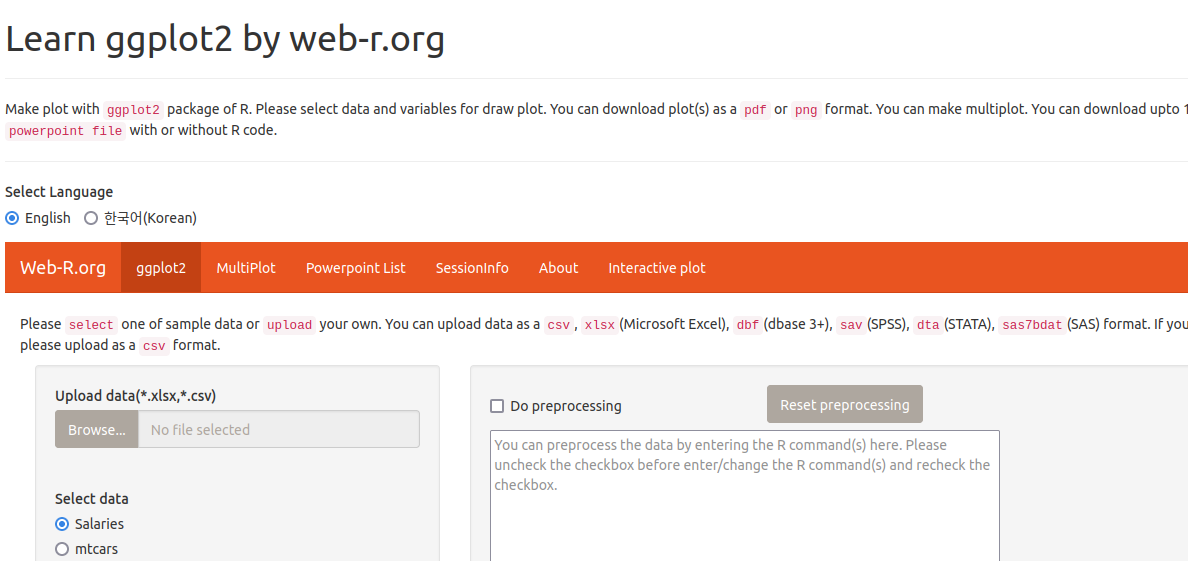 Learn ggplot2 by web-r.org
Make plot with ggplot2 package of R. Please select data and variables for draw plot. You can download plot(s) as a pdf or png format. You can make multiplot. You can download upto 1
powerpoint file with or without R code.
Select Language
English 한국어(Korean)
Web-R.org ggplot2 MultiPlot Powerpoint List SessionInfo About Interactive plot
Please select one of sample data or upload your own. You can upload data as a csv , xlsx (Microsoft Excel), dbf (dbase 3+), sav (SPSS), dta (STATA), sas7bdat (SAS) format. If you
please upload as a csv format.
Upload data(*.xlsx,*.csv)
Browse... No file selected
Select data
Salaries
mtcars
Do preprocessing Reset preprocessing
You can preprocess the data by entering the R command(s) here. Please
uncheck the checkbox before enter/change the R command(s) and recheck the
checkbox.